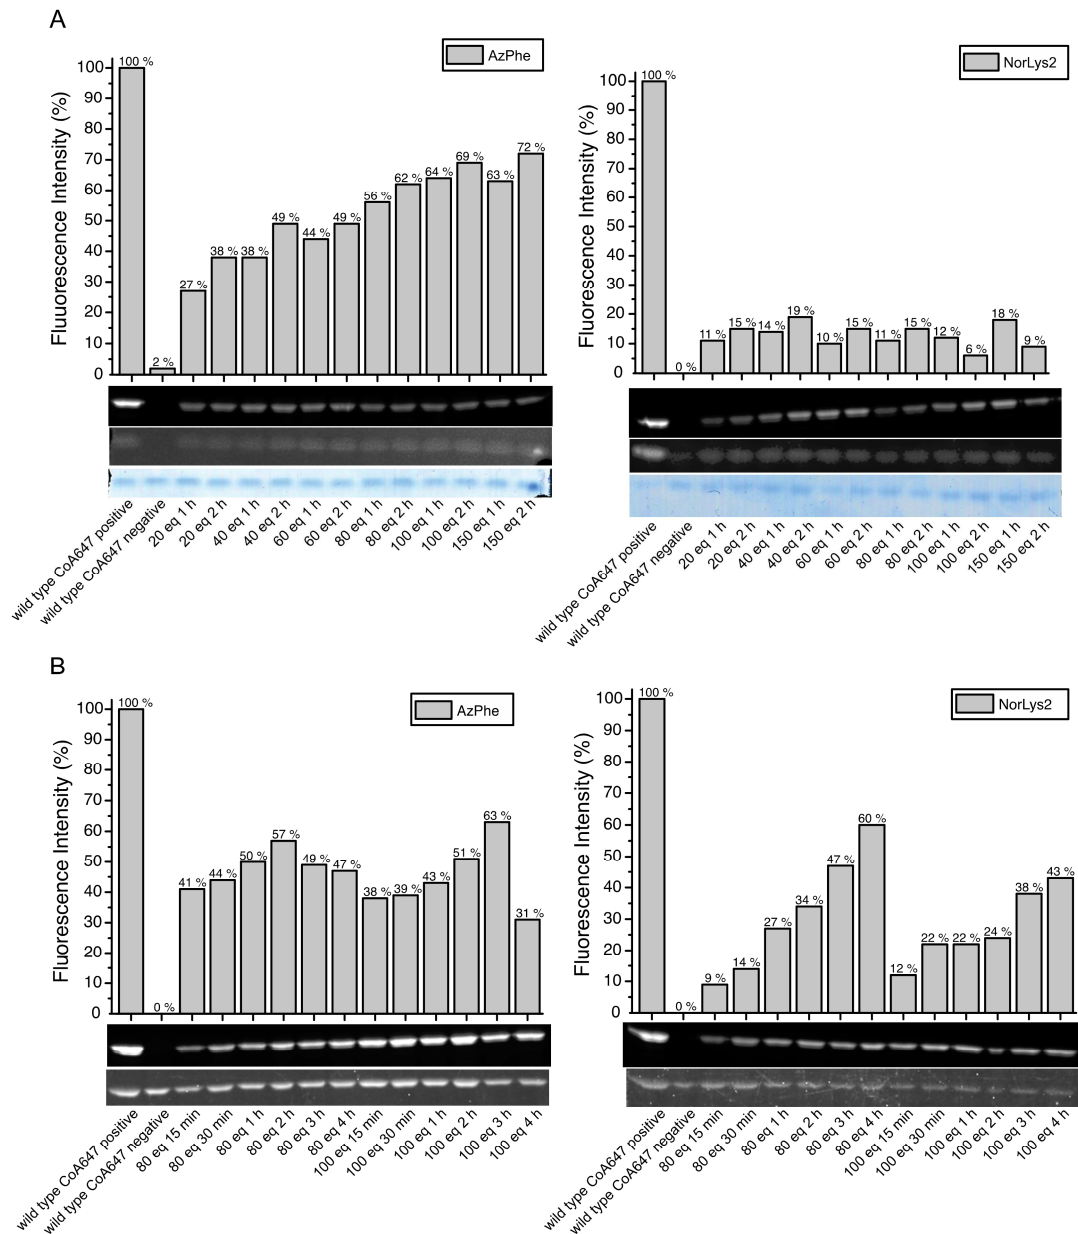 A
AzPhe
Fluuorescence Intensity (%)
100
90
80
70
60
50
40
30
20
10
0
100 %
2 %
27 %
38 %
38 %
49 %
44 %
49 %
56 %
62 %
64 %
69 %
63 %
72 %
wild type CoA647 positive
wild type CoA647 negative
20 eq 1 h
20 eq 2 h
40 eq 1 h
40 eq 2 h
60 eq 1 h
60 eq 2 h
80 eq 1 h
80 eq 2 h
100 eq 1 h
100 eq 2 h
150 eq 1 h
150 eq 2 h
NorLys2
Fluorescence Intensity (%)
100
90
80
70
60
50
40
30
20
10
0
100 %
0 %
11 %
15 %
14 %
19 %
10 %
15 %
11 %
15 %
12 %
6 %
18 %
9 %
wild type CoA647 positive
wild type CoA647 negative
20 eq 1 h
20 eq 2 h
40 eq 1 h
40 eq 2 h
60 eq 1 h
60 eq 2 h
80 eq 1 h
80 eq 2 h
100 eq 1 h
100 eq 2 h
150 eq 1 h
150 eq 2 h
B
AzPhe
Fluorescence Intensity (%)
100
90
80
70
60
50
40
30
20
10
0
100 %
0 %
41 %
44 %
50 %
57 %
49 %
47 %
38 %
39 %
43 %
51 %
63 %
31 %
wild type CoA647 positive
wild type CoA647 negative
80 eq 15 min
80 eq 30 min
80 eq 1 h
80 eq 2 h
80 eq 3 h
80 eq 4 h
100 eq 15 min
100 eq 30 min
100 eq 1 h
100 eq 2 h
100 eq 3 h
100 eq 4 h
NorLys2
Fluorescence Intensity (%)
100
90
80
70
60
50
40
30
20
10
0
100 %
0 %
9 %
14 %
27 %
34 %
47 %
60 %
12 %
22 %
22 %
24 %
38 %
43 %
wild type CoA647 positive
wild type CoA647 negative
80 eq 15 min
80 eq 30 min
80 eq 1 h
80 eq 2 h
80 eq 3 h
80 eq 4 h
100 eq 15 min
100 eq 30 min
100 eq 1 h
100 eq 2 h
100 eq 3 h
100 eq 4 h